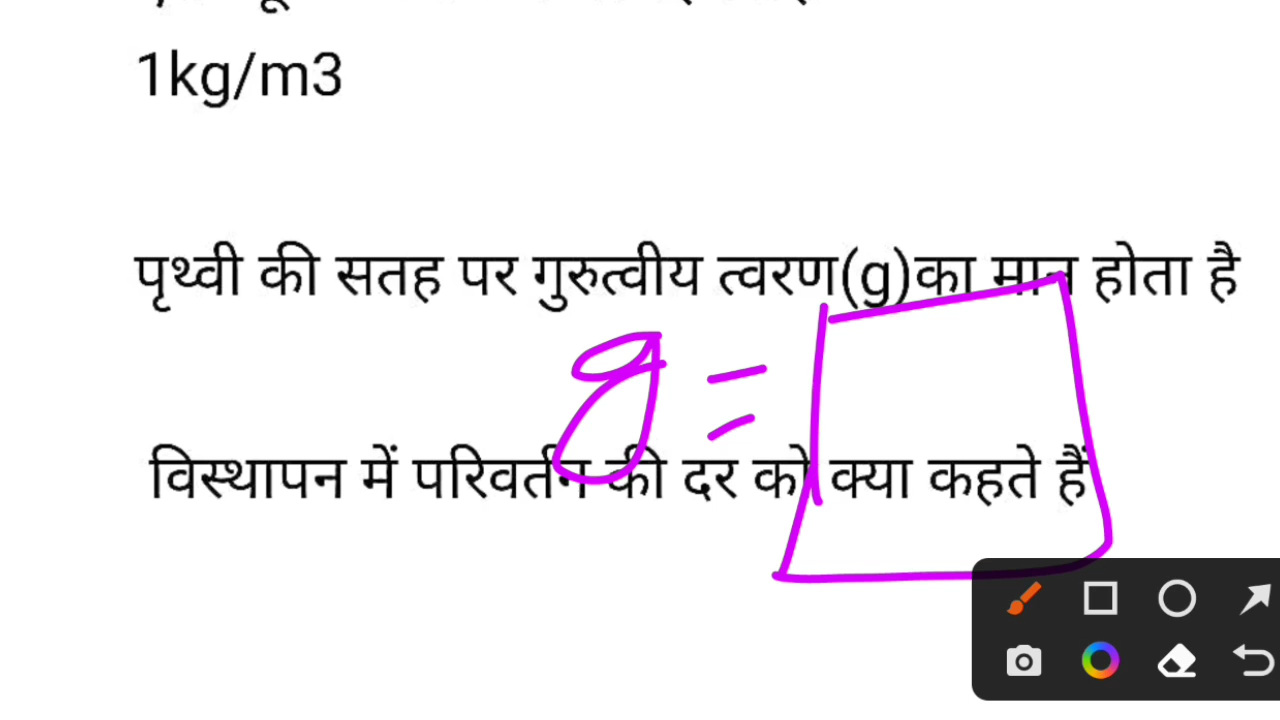 1kg/m3
पृथ्वी की सतह पर गुरुत्वीय त्वरण(g)का मान होता है
g =
विस्थापन में परिवर्तन की दर को क्या कहते हैं